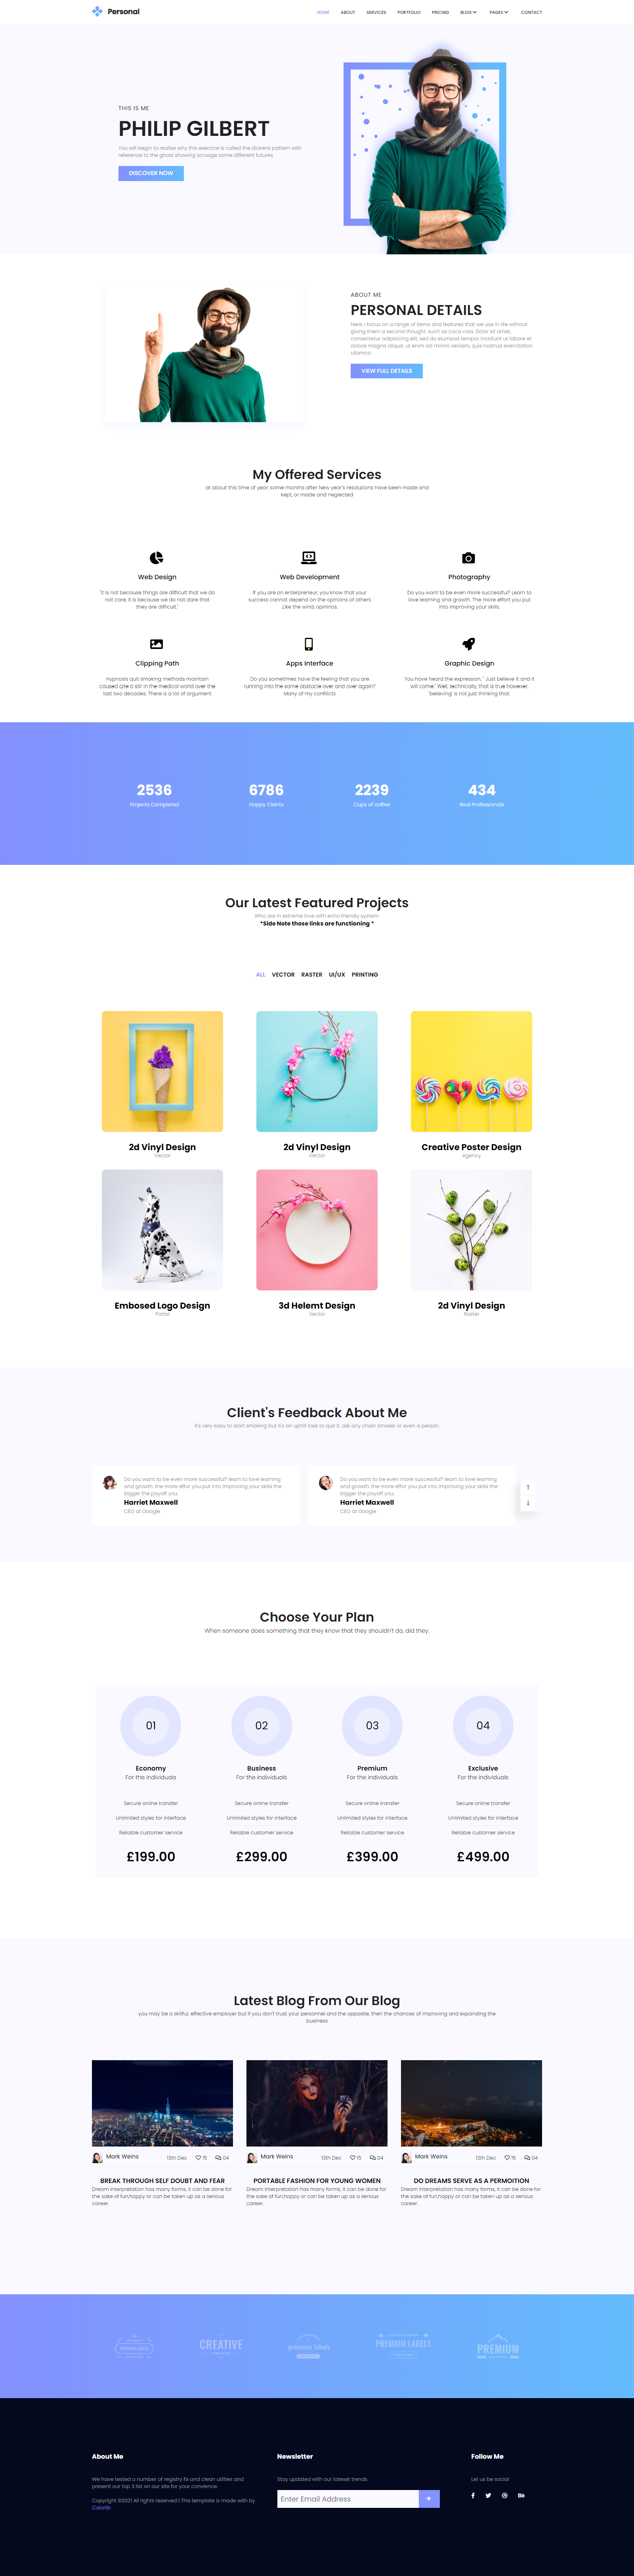 Personal
HOME ABOUT SERVICES PORTFOLIO PRICING BLOG PAGES CONTACT
THIS IS ME
PHILIP GILBERT
You will begin to realise why this exercise is called the dickens pattern with
reference to the ghost showing scrooge some different futures
DISCOVER NOW
ABOUT ME
PERSONAL DETAILS
Here, I focus on a range of items and features that we use in life without
giving them a second thought such as coca cola. Dolor sit amet,
consectetur adipisicing elit, sed do eiusmod tempor incididunt ut labore et
dolore magna aliqua. ut enim ad minim veniam, quis nostrud exercitation
ullamco.
VIEW FULL DETAILS
My Offered Services
at about this time of year, some months after New year's resolutions have been made and
kept, or made and neglected
Web Design
"it is not because things are difficult that we do
not dare, it is because we do not dare that
they are difficult."
Web Development
If you are an enterpreneur, you know that your
success cannot depend on the opinions of others
.Like the wind, opininos.
Photography
Do you want to be even more successful? Learn to
love learning and growth. The more effort you put
into improving your skills.
Clipping Path
Hypnosis quit smoking methods maintain
caused qite a stir in the medical world over the
last two decades. There is a lot of argument
Apps Interface
Do you sometimes have the feeling that you are
running into the same abstacle over and over again?
Many of my conflicts
Graphic Design
You have heard the expression, " Just believe it and it
will come." Well, technically, that is true,however,
'believing' is not just thinking that.
2536
Projects Completed
6786
Happy Clients
2239
Cups of coffee
434
Real Professionals
Our Latest Featured Projects
Who are in extreme love with echo friendly system.
*Side Note those links are functioning *
ALL VECTOR RASTER UI/UX PRINTING
2d Vinyl Design
Vector
2d Vinyl Design
Vector
Creative Poster Design
Agency
Embosed Logo Design
Portal
3d Helemt Design
Vector
2d Vinyl Design
Raster
Client's Feedback About Me
It's very easy to start smoking but it's an uphill task to quit it. ask any chain smoker or even a person.
Do you want to be even more successful? learn to love learning
and growth. the more effor you put into improving your skills the
bigger the payoff you.
Harriet Maxwell
CEO at Google
Do you want to be even more successful? learn to love learning
and growth. the more effor you put into improving your skills the
bigger the payoff you.
Harriet Maxwell
CEO at Google
Choose Your Plan
When someone does something that they know that they shouldn't do, did they.
01
Economy
For the individuals
Secure online transfer
Unlimited styles for interface
Reliable customer service
£199.00
02
Business
For the individuals
Secure online transfer
Unlimited styles for interface
Reliable customer service
£299.00
03
Premium
For the individuals
Secure online transfer
Unlimited styles for interface
Reliable customer service
£399.00
04
Exclusive
For the individuals
Secure online transfer
Unlimited styles for interface
Reliable customer service
£499.00
Latest Blog From Our Blog
you may be a skillful, effective employer but if you don't trust your personnel and the opposite, then the chances of improving and expanding the
business
Mark Weins 13th Dec 15 04
BREAK THROUGH SELF DOUBT AND FEAR
Dream interpretation has many forms, it can be done for
the sake of fun,happy or can be taken up as a serious
career.
Mark Weins 13th Dec 15 04
PORTABLE FASHION FOR YOUNG WOMEN
Dream interpretation has many forms, it can be done for
the sake of fun,happy or can be taken up as a serious
career.
Mark Weins 13th Dec 15 04
DO DREAMS SERVE AS A PERMOITION
Dream interpretation has many forms, it can be done for
the sake of fun,happy or can be taken up as a serious
career.
CREATIVE
premium labels
PREMIUM LABELS
PREMIUM
About Me
We have tested a number of registry fix and clean utlities and
present our top 3 list on our site for your convience.
Copyright ©2021 All rights reserved | This template is made with by
Colorlib
Newsletter
Stay updated with our lateset trends
Enter Email Address
Follow Me
Let us be social